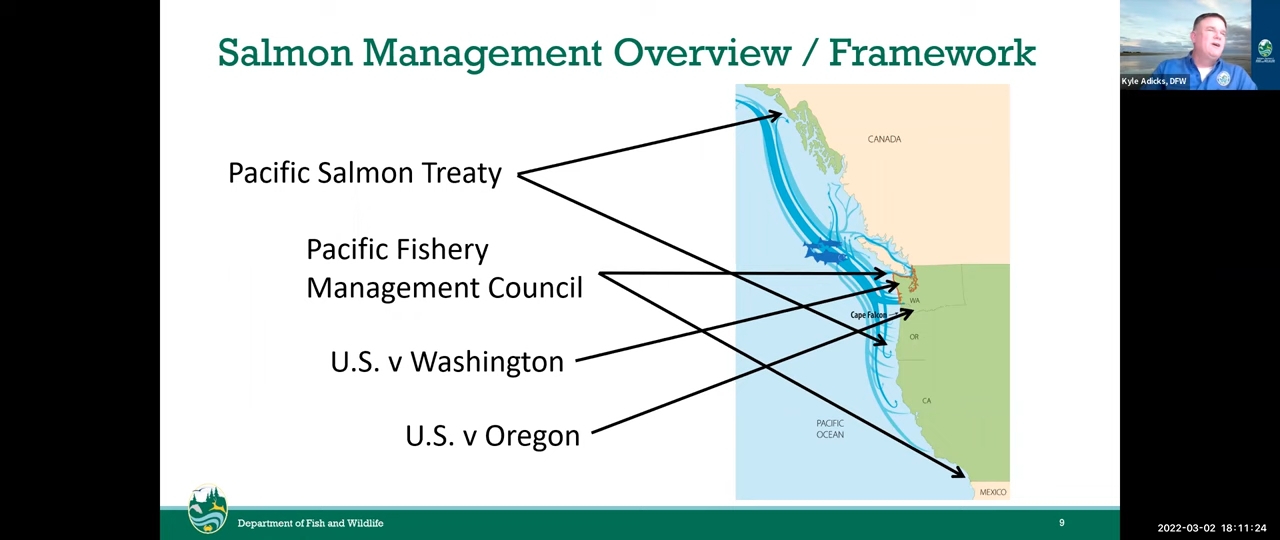 Salmon Management Overview / Framework
Kyle Adicks, DFW
CANADA
Pacific Salmon Treaty
Pacific Fishery
Management Council
WA
Cape Falcon
OR
U.S. v Washington
CA
PACIFIC
OCEAN
U.S. v Oregon
MEXICO
Department of Fish and Wildlife
9
2022-03-02 18:11:24